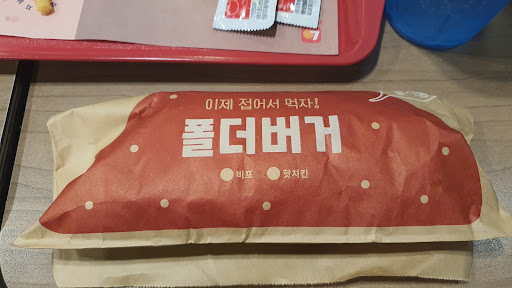 이제 접어서 먹자!
폴더버거
비프 핫치킨